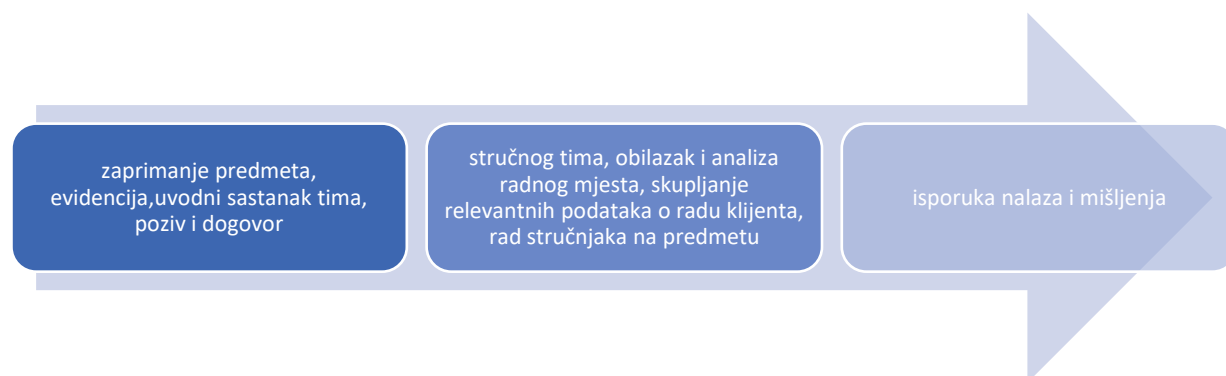 zaprimanje predmeta,
evidencija,uvodni sastanak tima,
poziv i dogovor
stručnog tima, obilazak i analiza
radnog mjesta, skupljanje
relevantnih podataka o radu klijenta,
rad stručnjaka na predmetu
isporuka nalaza i mišljenja